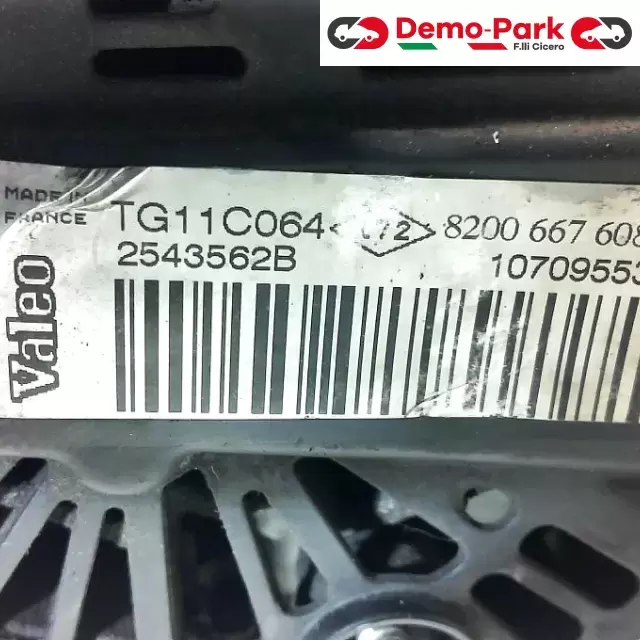 Demo-Park
F.lli Cicero
MADE IN
FRANCE
TG11C064
72
8200 667 608
2543562B
10709553
Valeo